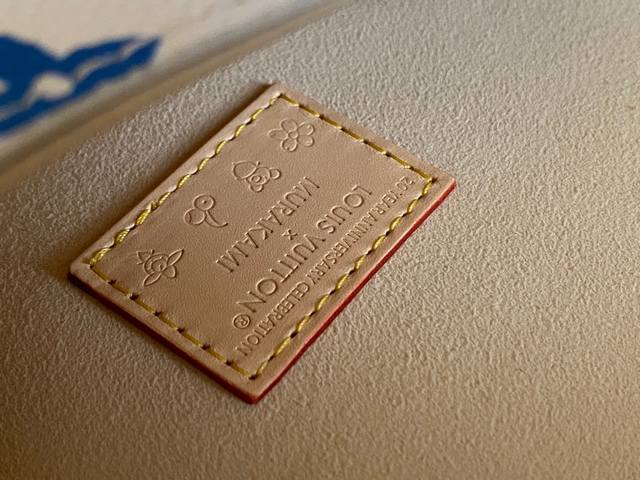 20 YEAR ANNIVERSARY CELEBRATION
LOUIS VUITTON®
X
MURAKAMI